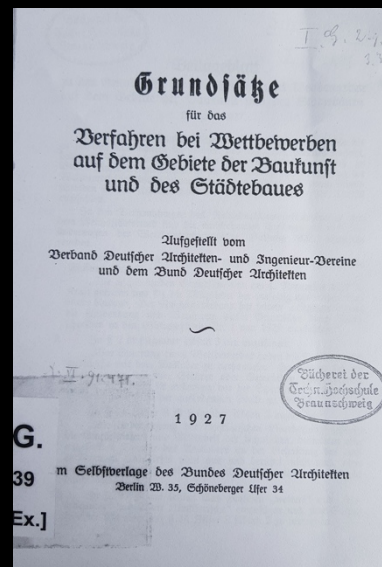 Grundsätze
für das
Verfahren bei Wettbewerben
auf dem Gebiete der Baukunst
und des Städtebaues
Aufgestellt vom
Verband Deutscher Architekten- und Ingenieur-Vereine
und dem Bund Deutscher Architekten
Bücherei der
Techn. Hochschule
Braunschweig
1927
G.
39
Ex.]
m Selbstverlage des Bundes Deutscher Architekten
Berlin W. 35, Schöneberger Ufer 34